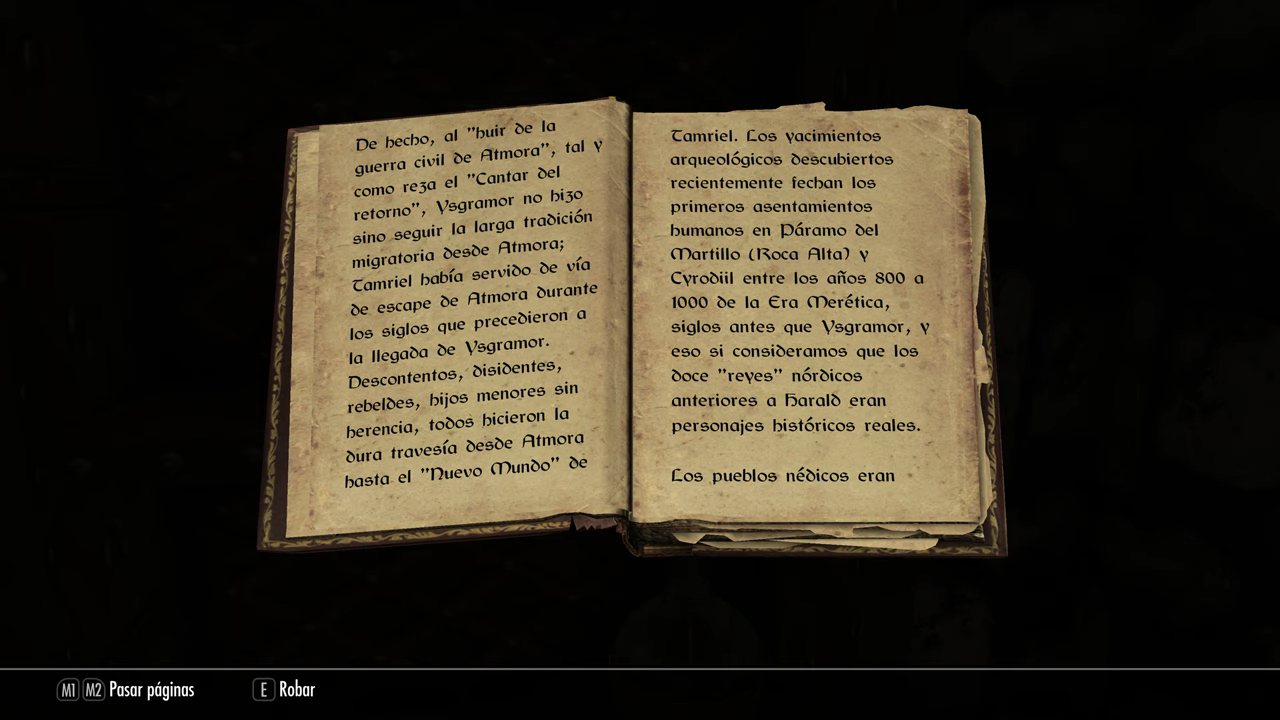 De hecho, al "huir de la
guerra civil de Atmora", tal y
como reza el "Cantar del
retorno", Ysgramor no hizo
sino seguir la larga tradición
migratoria desde Atmora;
Tamriel había servido de vía
de escape de Atmora durante
los siglos que precedieron a
la llegada de Ysgramor.
Descontentos, disidentes,
rebeldes, hijos menores sin
herencia, todos hicieron la
dura travesía desde Atmora
hasta el "Nuevo Mundo" de
Tamriel. Los yacimientos
arqueológicos descubiertos
recientemente fechan los
primeros asentamientos
humanos en Páramo del
Martillo (Roca Alta) y
Cyrodiil entre los años 800 a
1000 de la Era Merética,
siglos antes que Ysgramor, y
eso si consideramos que los
doce "reyes" nórdicos
anteriores a Harald eran
personajes históricos reales.
Los pueblos nédicos eran
M1 M2 Pasar páginas
E Robar